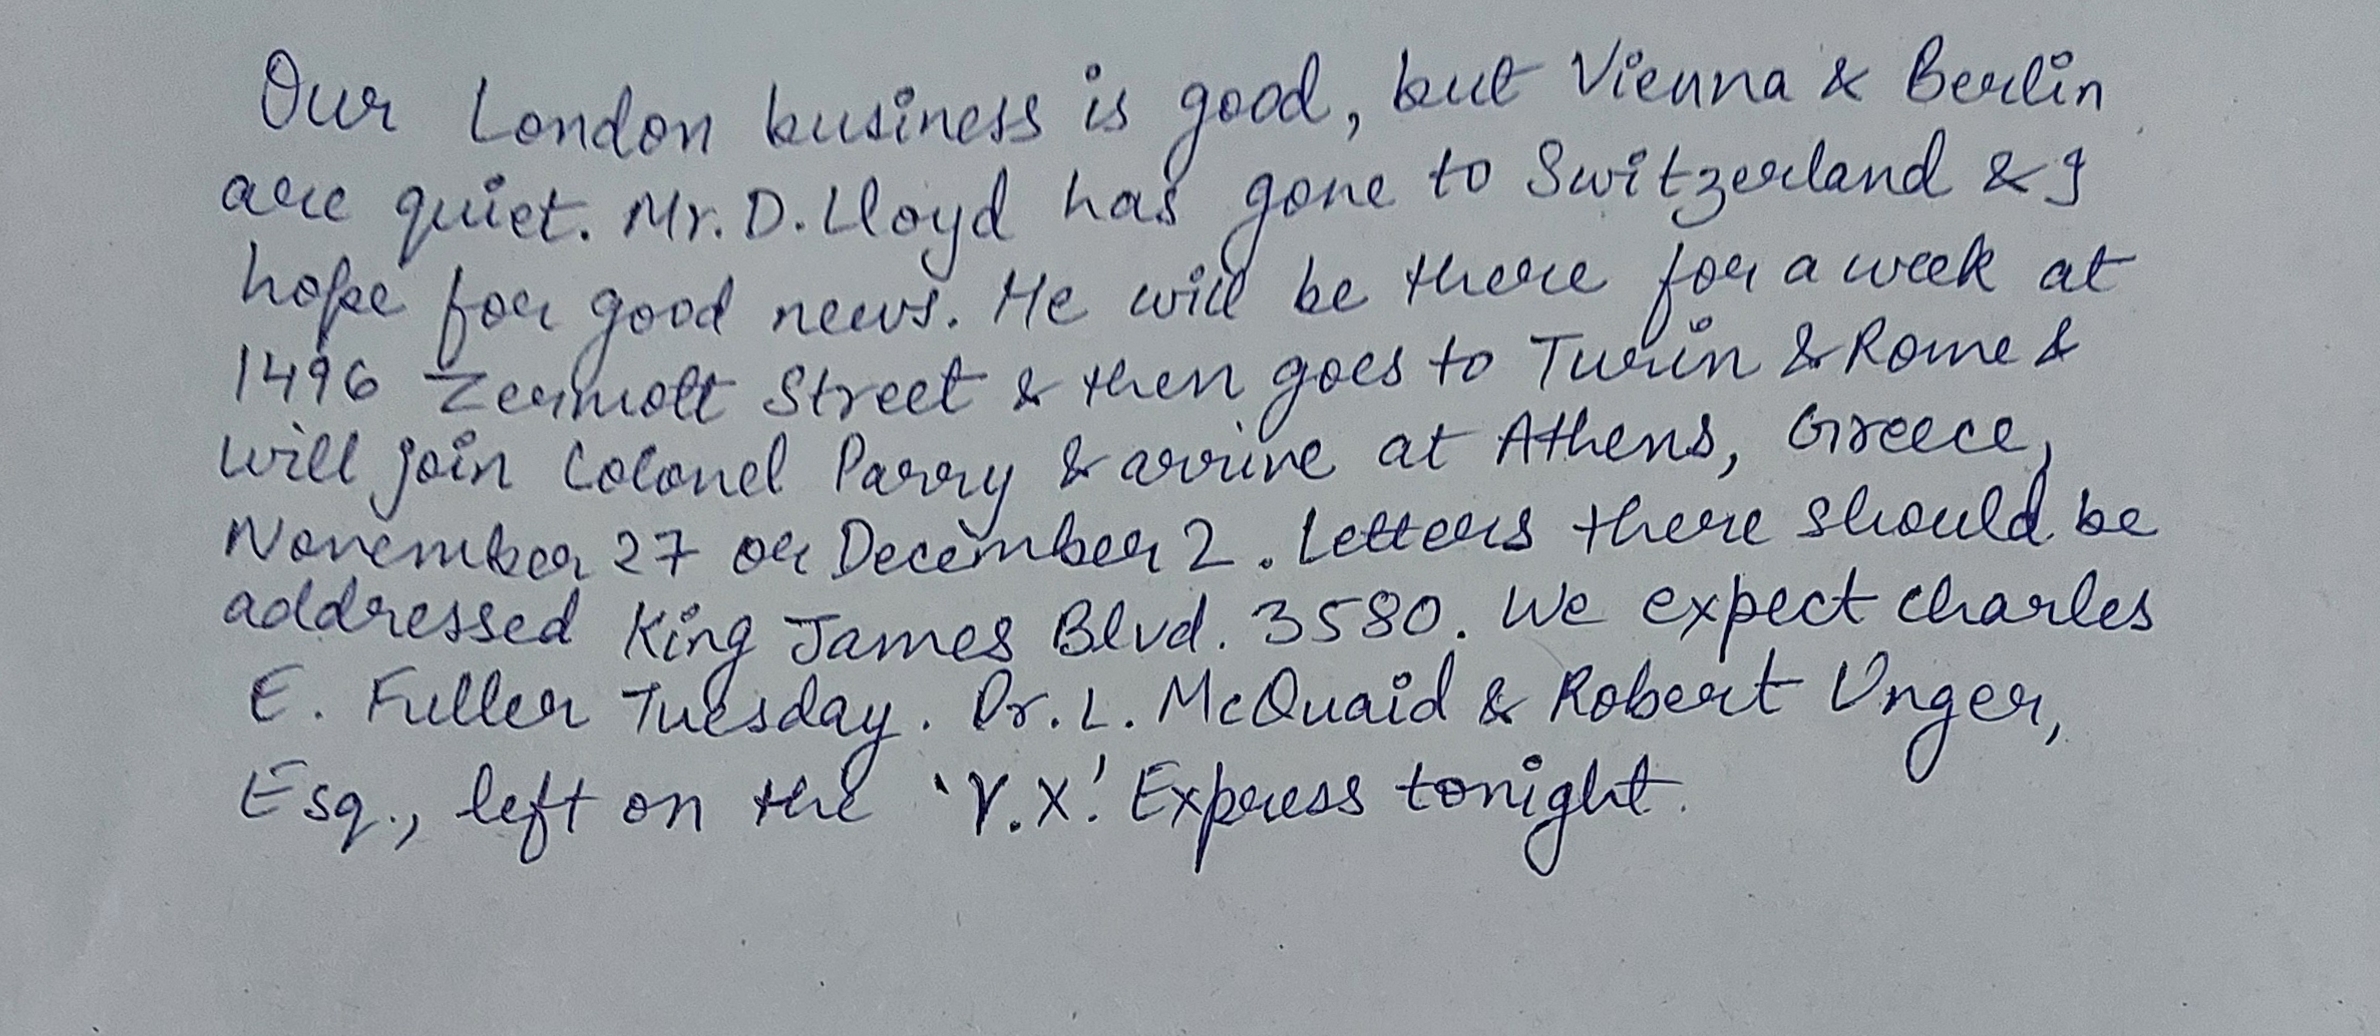 Our London business is good, but Vienna & Berlin
are quiet. Mr. D. Lloyd has gone to Switzerland & I
hope for good news. He will be there for a week at
1496 Zermott Street & then goes to Turin & Rome &
will join Colonel Parry & arrive at Athens, Greece,
November 27 or December 2. Letters there should be
addressed King James Blvd. 3580. We expect Charles
E. Fuller Tuesday. Dr. L. McQuaid & Robert Unger,
Esq., left on the 'Y.X.' Express tonight.